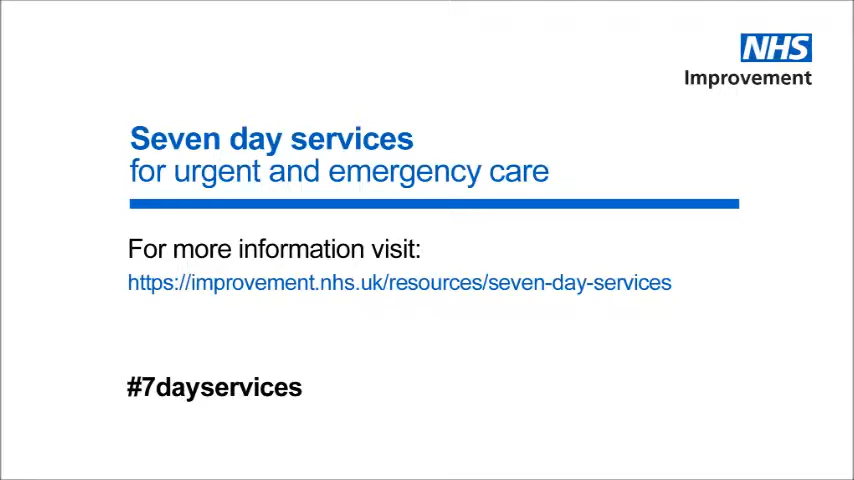 NHS
Improvement
Seven day services
for urgent and emergency care
For more information visit:
https://improvement.nhs.uk/resources/seven-day-services
#7dayservices